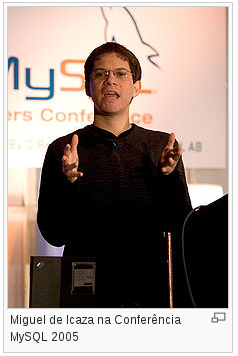 MySQL
ers Conference
Miguel de Icaza na Conferência
MySQL 2005